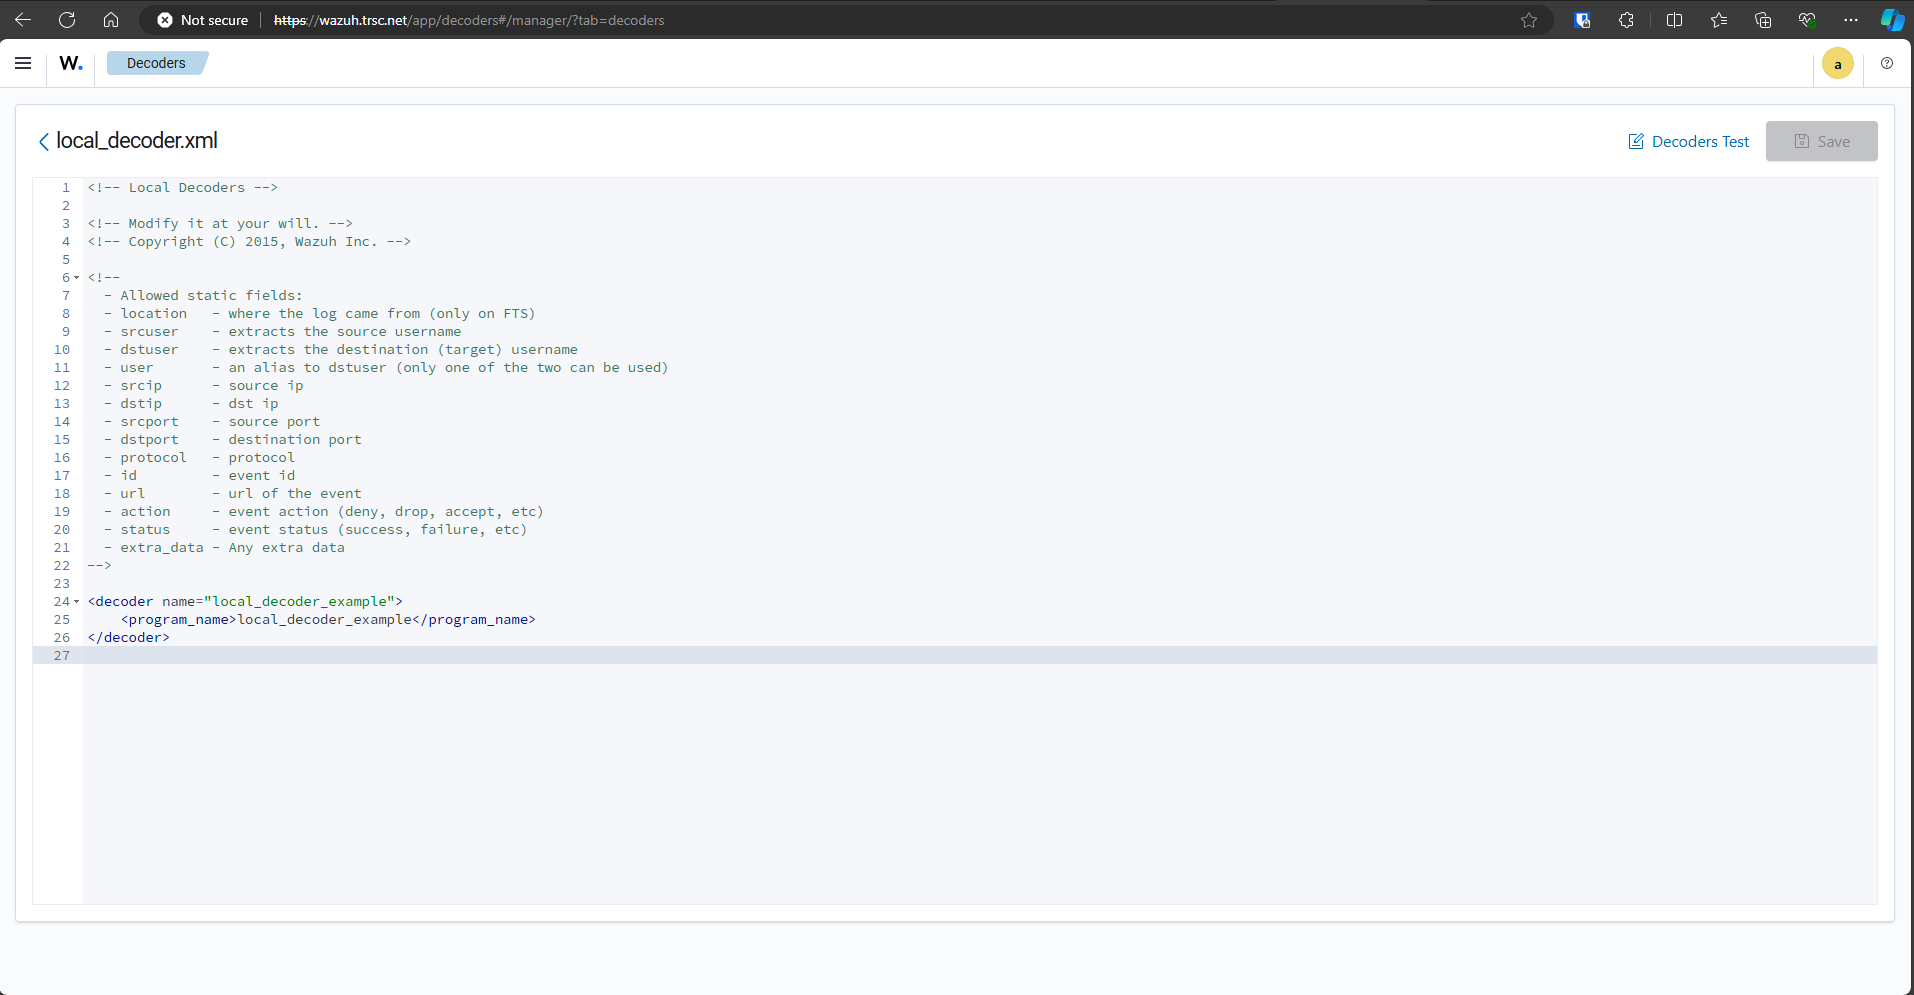 Not secure
https://wazuh.trsc.net/app/decoders#/manager/?tab=decoders
W.
Decoders
a
local_decoder.xml
Decoders Test
Save
1 <!-- Local Decoders -->
2
3 <!-- Modify it at your will. -->
4 <!-- Copyright (C) 2015, Wazuh Inc. -->
5
6 <!--
7   - Allowed static fields:
8   - location   - where the log came from (only on FTS)
9   - srcuser    - extracts the source username
10   - dstuser    - extracts the destination (target) username
11   - user       - an alias to dstuser (only one of the two can be used)
12   - srcip      - source ip
13   - dstip      - dst ip
14   - srcport    - source port
15   - dstport    - destination port
16   - protocol   - protocol
17   - id         - event id
18   - url        - url of the event
19   - action     - event action (deny, drop, accept, etc)
20   - status     - event status (success, failure, etc)
21   - extra_data - Any extra data
22 -->
23
24 <decoder name="local_decoder_example">
25     <program_name>local_decoder_example</program_name>
26 </decoder>
27